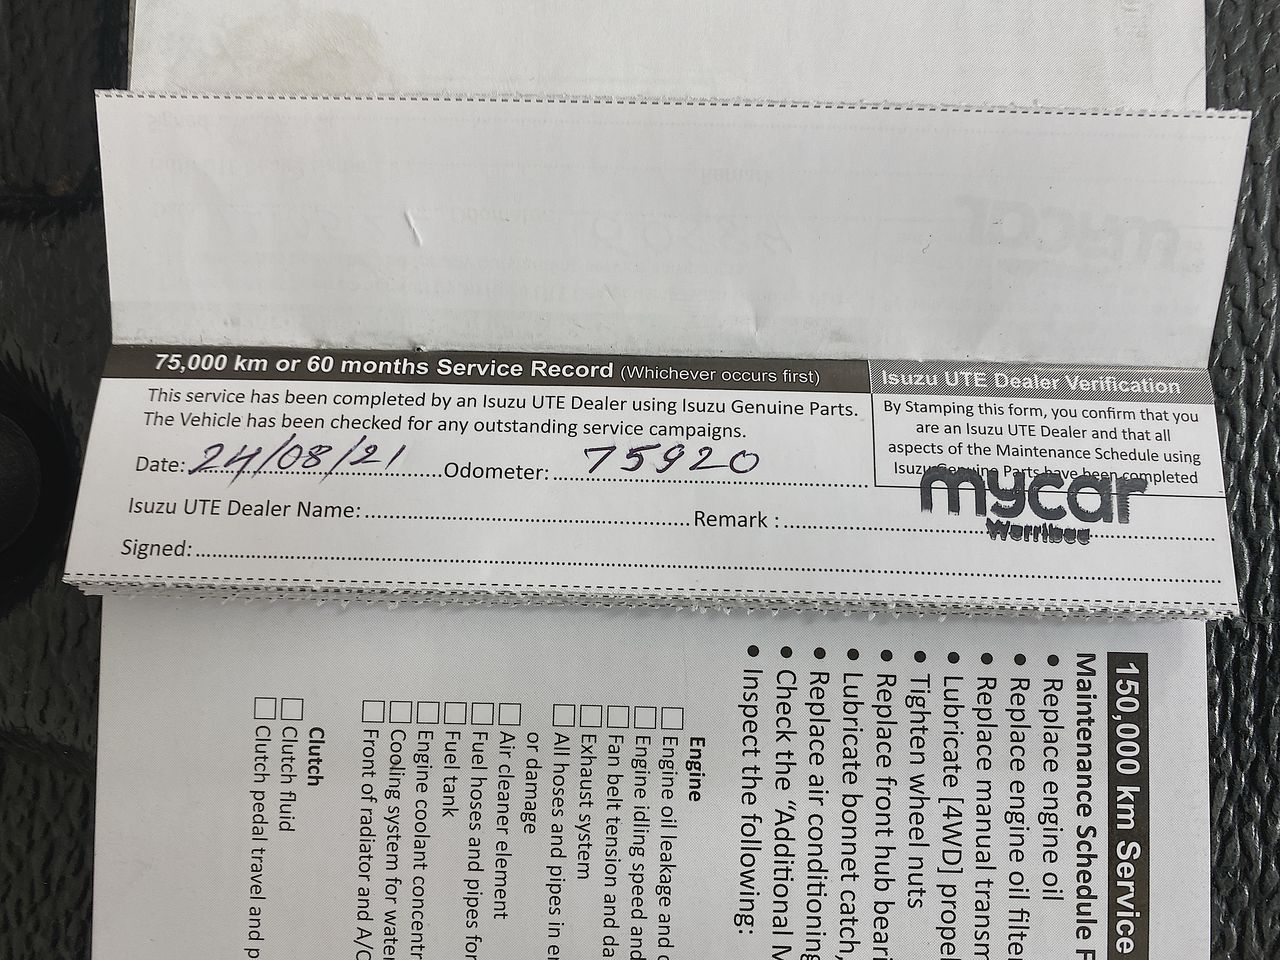 75,000 km or 60 months Service Record (Whichever occurs first)
This service has been completed by an Isuzu UTE Dealer using Isuzu Genuine Parts.
The Vehicle has been checked for any outstanding service campaigns.
Date: 24/08/21 Odometer: 75920
Isuzu UTE Dealer Name: Remark :
Signed:
Isuzu UTE Dealer Verification
By Stamping this form, you confirm that you
are an Isuzu UTE Dealer and that all
aspects of the Maintenance Schedule using
Isuzu Genuine Parts have been completed
mycar
Werribee
150,000 km Service
Maintenance Schedule
• Replace engine oil
• Replace engine oil filter
• Replace manual
• Lubricate [4WD]
• Tighten wheel nuts
• Replace front hub
• Lubricate bonnet catch,
• Replace air conditioning
• Check the “Additional
• Inspect the following:
Engine
Engine oil leakage and
Engine idling speed and
Fan belt tension and
Exhaust system
All hoses and pipes in
or damage
Air cleaner element
Fuel hoses and pipes for
Fuel tank
Engine coolant
Cooling system for
Front of radiator and A/C
Clutch
Clutch fluid
Clutch pedal travel and